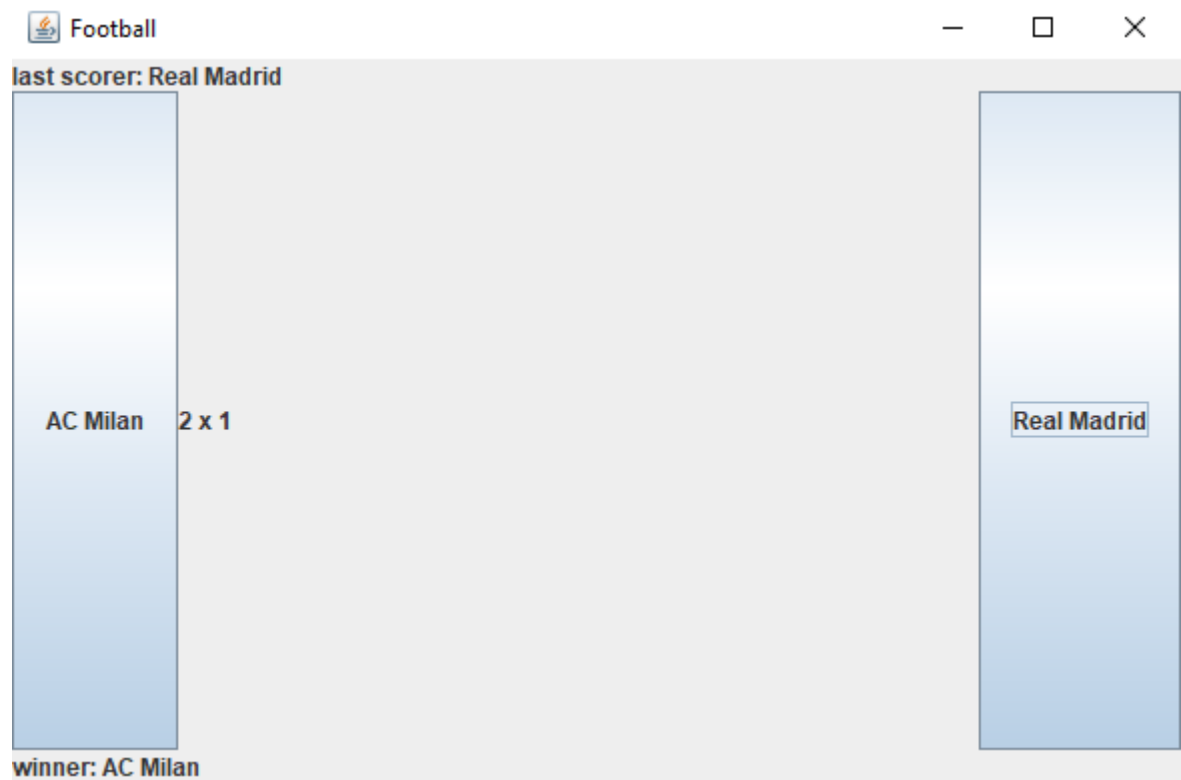 Football
last scorer: Real Madrid
AC Milan
2 x 1
Real Madrid
winner: AC Milan